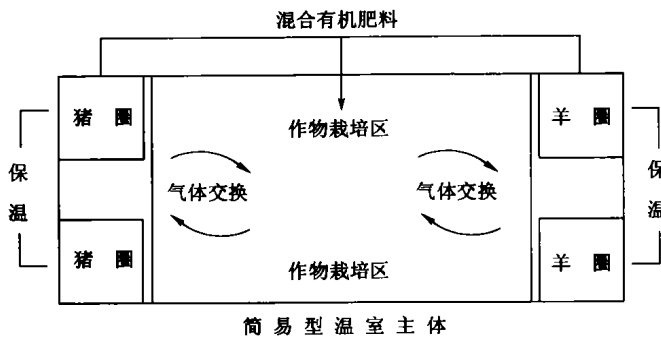 混合有机肥料
猪 圈
羊 圈
作物栽培区
保
温
气体交换
气体交换
保
温
猪 圈
作物栽培区
羊 圈
简易型温室主体